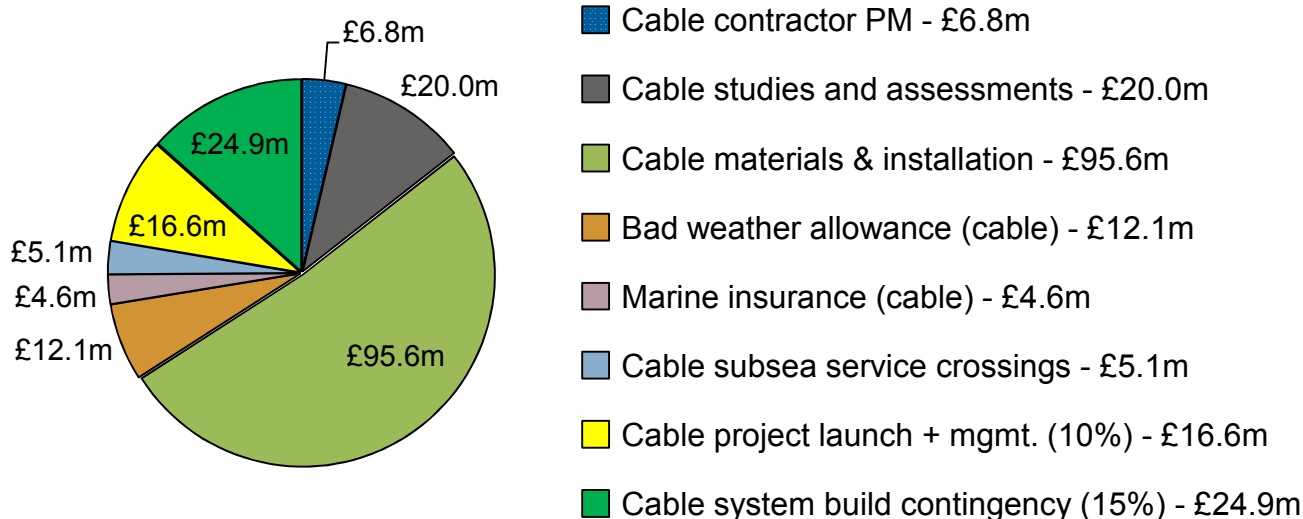 £6.8m
£20.0m
£24.9m
£16.6m
£5.1m
£4.6m
£12.1m
£95.6m
Cable contractor PM - £6.8m
Cable studies and assessments - £20.0m
Cable materials & installation - £95.6m
Bad weather allowance (cable) - £12.1m
Marine insurance (cable) - £4.6m
Cable subsea service crossings - £5.1m
Cable project launch + mgmt. (10%) - £16.6m
Cable system build contingency (15%) - £24.9m